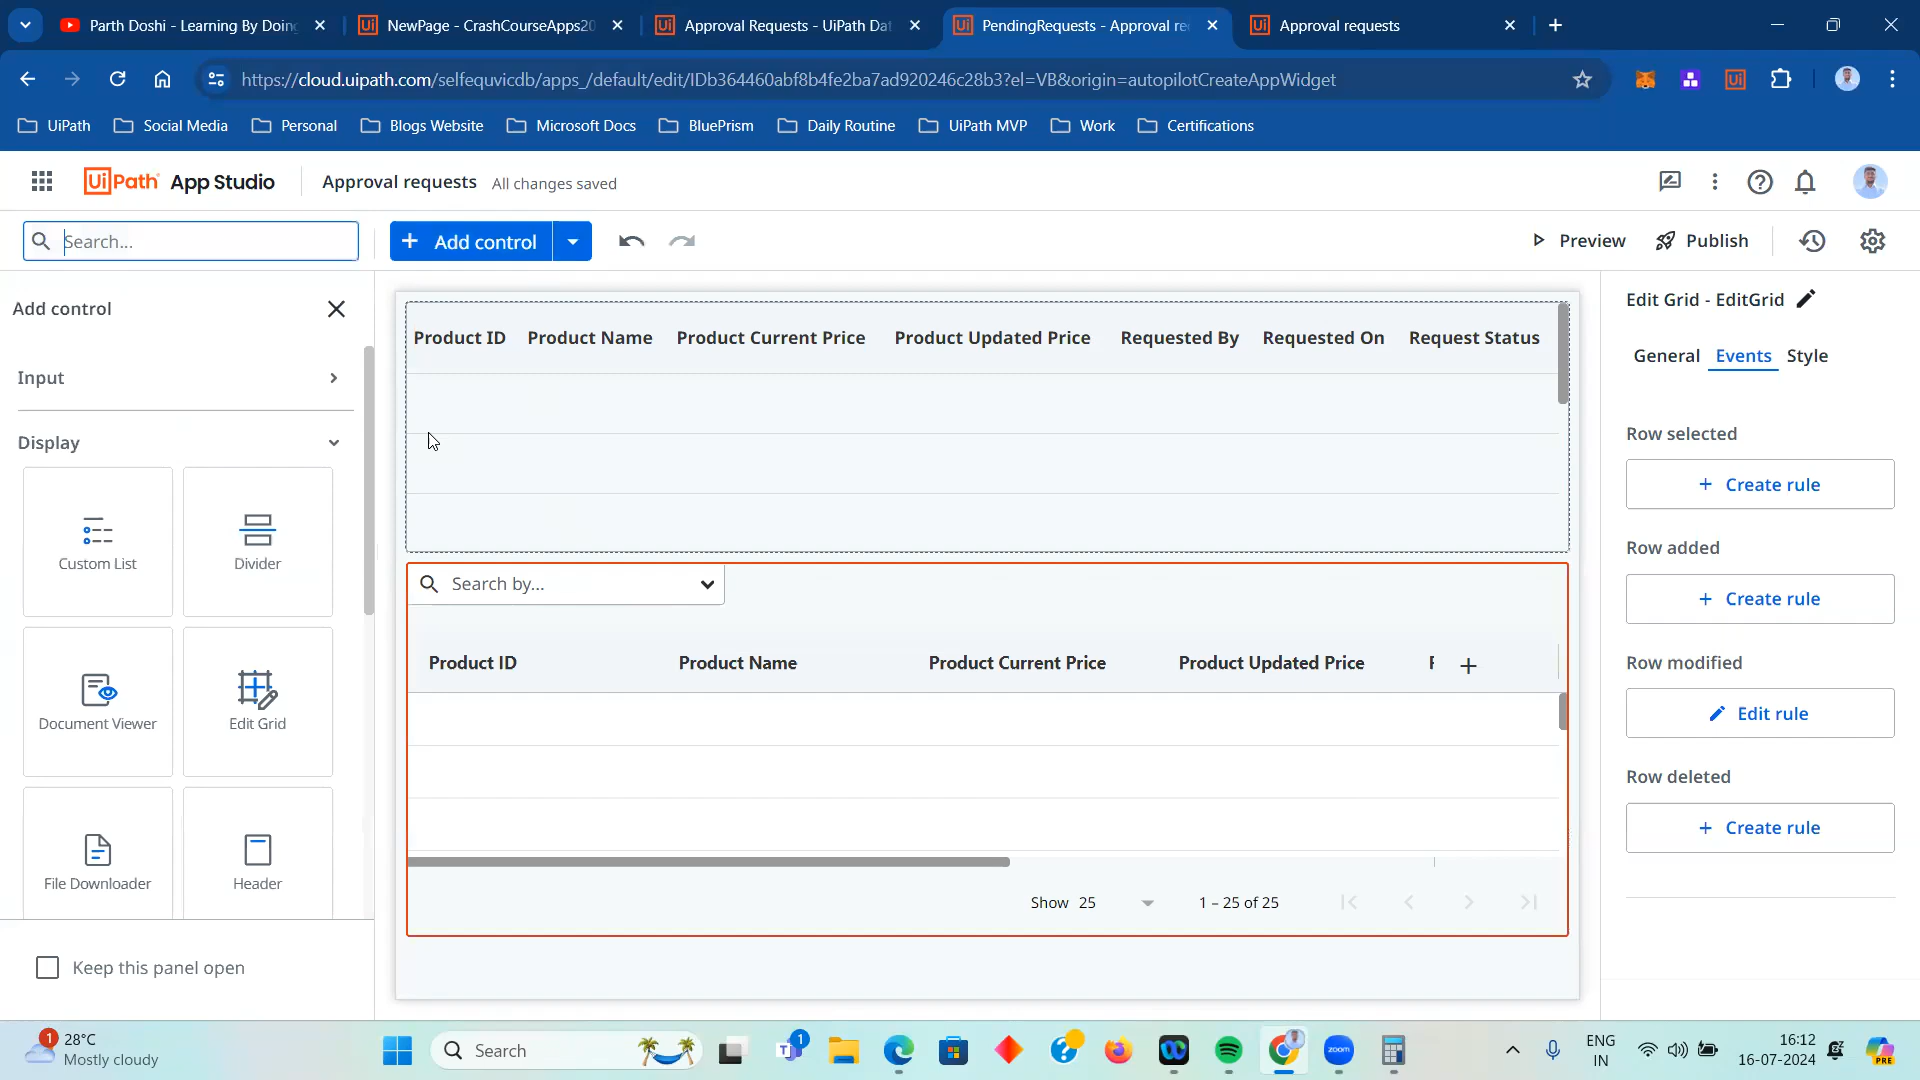 Parth Doshi - Learning By Doing
NewPage - CrashCourseApps20
Approval Requests - UiPath Dat
PendingRequests - Approval re
Approval requests
https://cloud.uipath.com/selfequvicdb/apps_/default/edit/IDb364460abf8b4fe2ba7ad920246c28b3?el=VB&origin=autopilotCreateAppWidget
UiPath
Social Media
Personal
Blogs Website
Microsoft Docs
BluePrism
Daily Routine
UiPath MVP
Work
Certifications
UiPath App Studio
Approval requests
All changes saved
Search...
Add control
Preview
Publish
Add control
Input
Display
Custom List
Divider
Document Viewer
Edit Grid
File Downloader
Header
Keep this panel open
Product ID
Product Name
Product Current Price
Product Updated Price
Requested By
Requested On
Request Status
Search by...
Product ID
Product Name
Product Current Price
Product Updated Price
Show 25
1 – 25 of 25
Edit Grid - EditGrid
General
Events
Style
Row selected
Create rule
Row added
Create rule
Row modified
Edit rule
Row deleted
Create rule
1
28°C
Mostly cloudy
Search
1
zoom
ENG
IN
16:12
16-07-2024
PRE